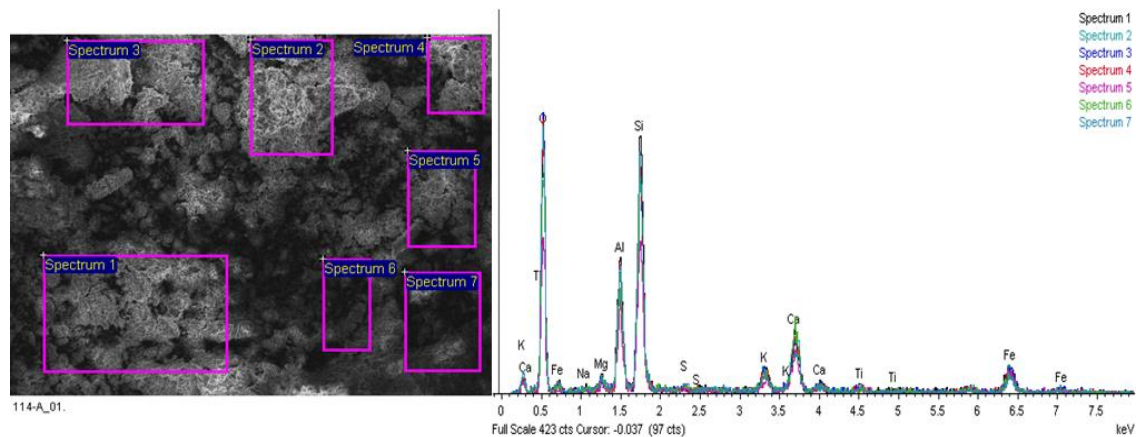 Spectrum 3
Spectrum 2
Spectrum 4
Spectrum 5
Spectrum 1
Spectrum 6
Spectrum 7
114-A_01.
Spectrum 1
Spectrum 2
Spectrum 3
Spectrum 4
Spectrum 5
Spectrum 6
Spectrum 7
O
Si
Al
Ti
K
Ca
Fe
Na
Mg
S
S
K
K
Ca
Ca
Ti
Ti
Fe
Fe
0 0.5 1 1.5 2 2.5 3 3.5 4 4.5 5 5.5 6 6.5 7 7.5
Full Scale 423 cts Cursor: -0.037 (97 cts) keV